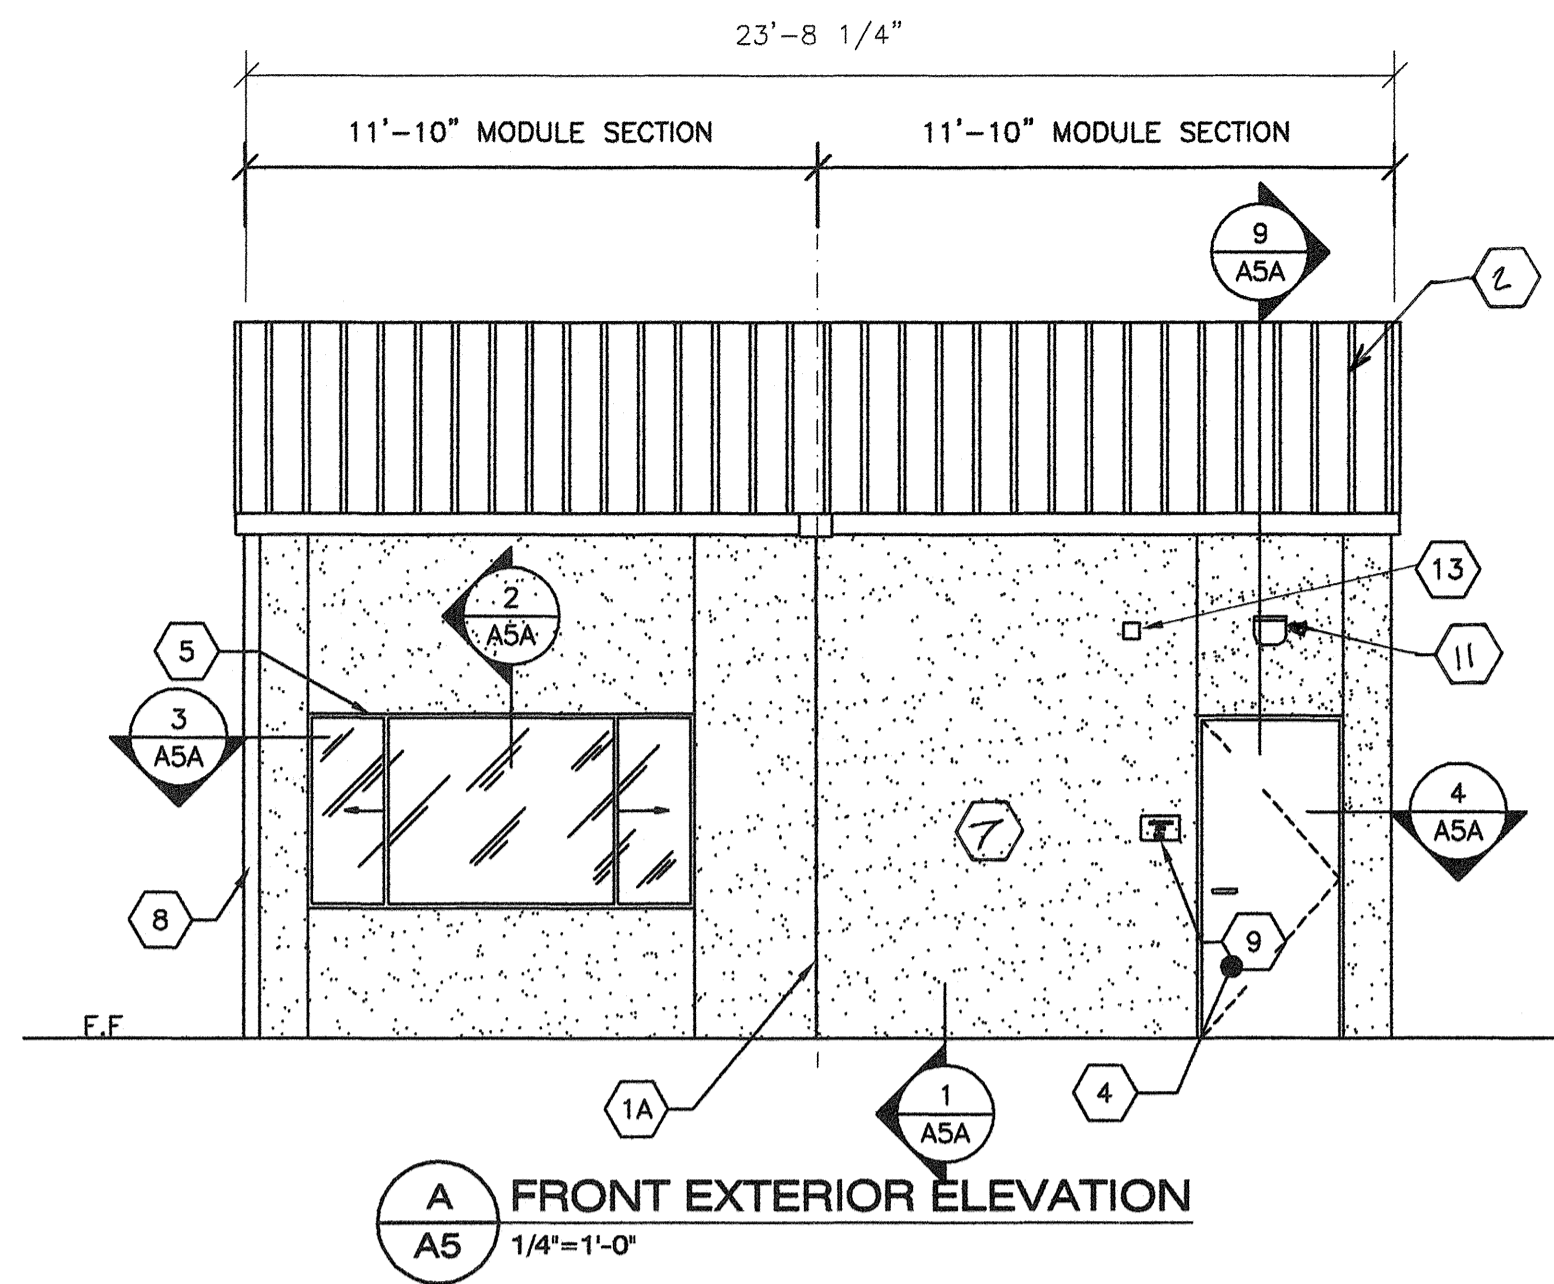 23'-8 1/4"
11'-10" MODULE SECTION
11'-10" MODULE SECTION
9
A5A
2
13
2
A5A
5
11
3
A5A
4
A5A
7
T
8
9
F.F
1A
1
A5A
4
A
A5
FRONT EXTERIOR ELEVATION
1/4"=1'-0"